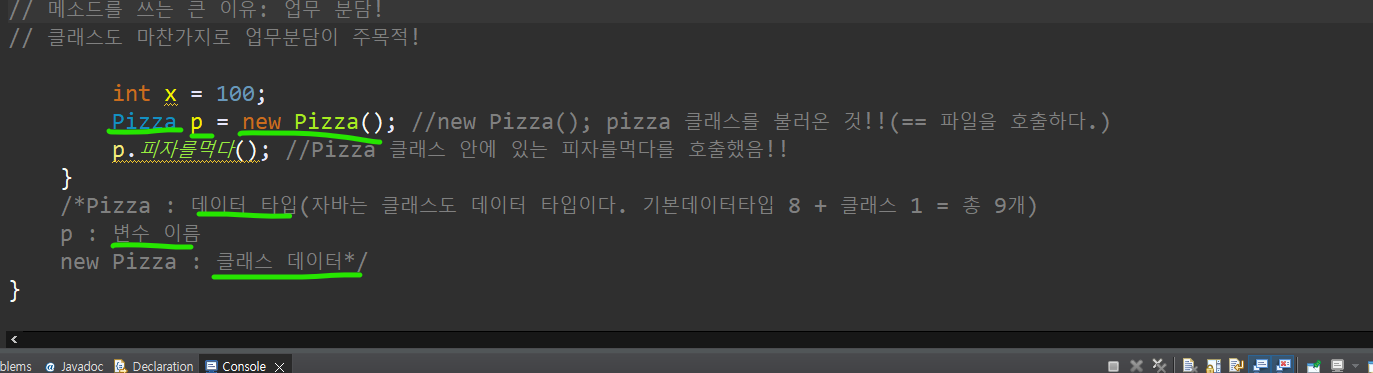 // 메소드를 쓰는 큰 이유: 업무 분담!
// 클래스도 마찬가지로 업무분담이 주목적!
int x = 100;
Pizza p = new Pizza(); //new Pizza(); pizza 클래스를 불러온 것!!(== 파일을 호출하다.)
p.피자를먹다(); //Pizza 클래스 안에 있는 피자를먹다를 호출했음!!
}
/*Pizza : 데이터 타입(자바는 클래스도 데이터 타입이다. 기본데이터타입 8 + 클래스 1 = 총 9개)
p : 변수 이름
new Pizza : 클래스 데이터*/
}
<
blems @ Javadoc Declaration Console